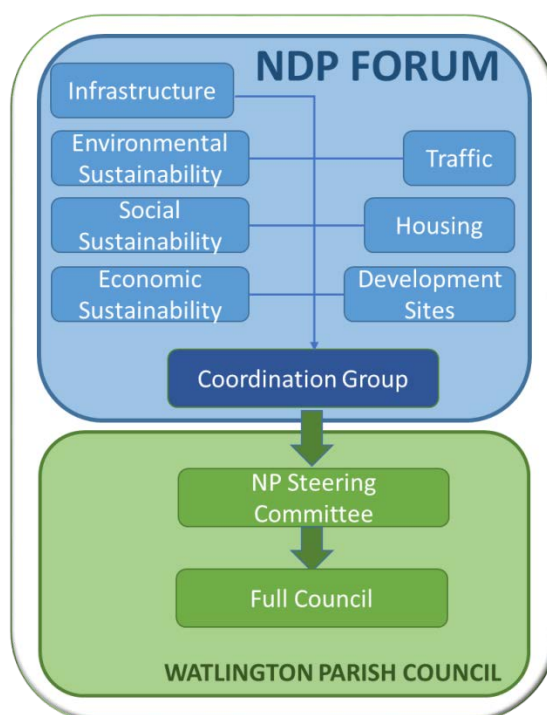 NDP FORUM
Infrastructure
Environmental
Sustainability
Traffic
Social
Sustainability
Housing
Economic
Sustainability
Development
Sites
Coordination Group
NP Steering
Committee
Full Council
WATLINGTON PARISH COUNCIL